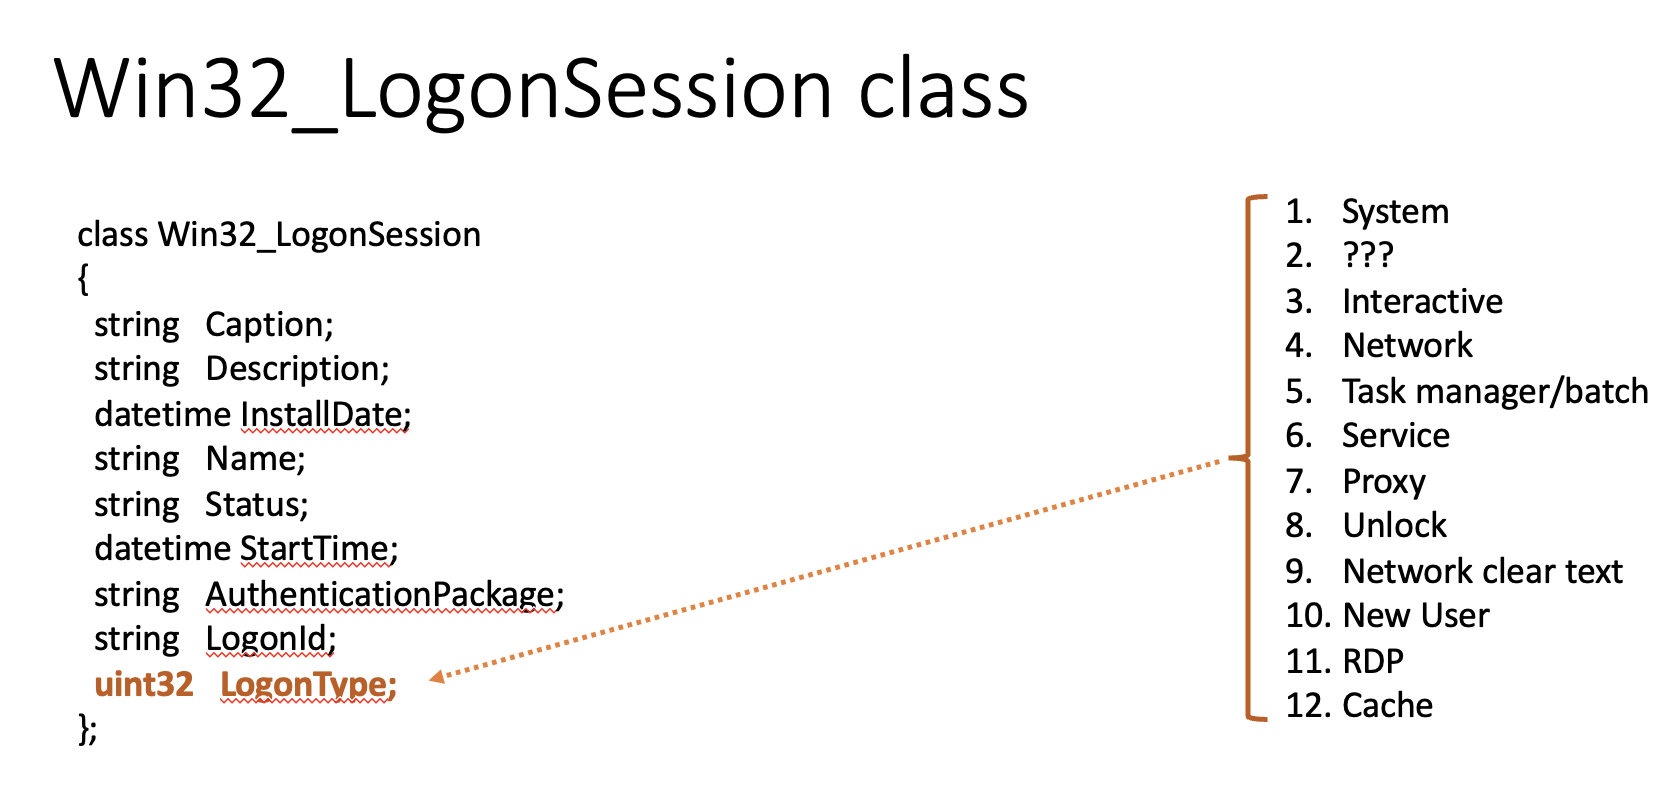 Win32_LogonSession class
class Win32_LogonSession
{
string Caption;
string Description;
datetime InstallDate;
string Name;
string Status;
datetime StartTime;
string AuthenticationPackage;
string LogonId;
uint32 LogonType;
};
1. System
2. ???
3. Interactive
4. Network
5. Task manager/batch
6. Service
7. Proxy
8. Unlock
9. Network clear text
10. New User
11. RDP
12. Cache